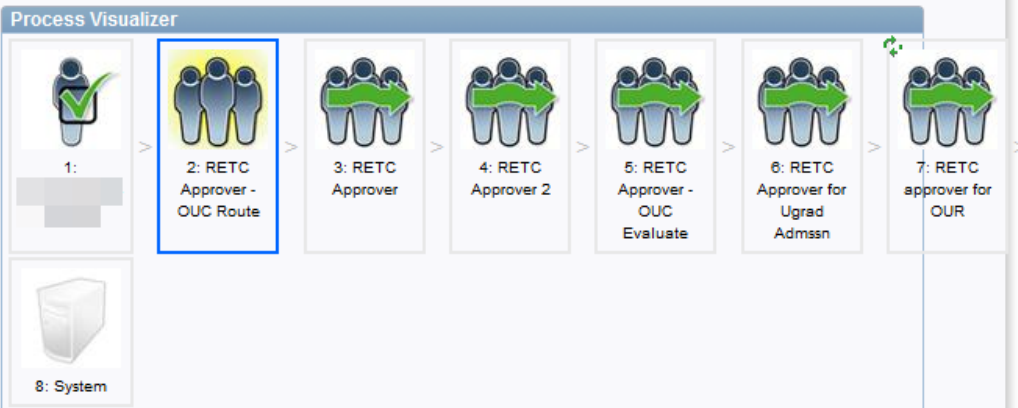 Process Visualizer
1:
2: RETC
Approver -
OUC Route
3: RETC
Approver
4: RETC
Approver 2
5: RETC
Approver -
OUC
Evaluate
6: RETC
Approver for
Ugrad
Admssn
7: RETC
approver for
OUR
8: System